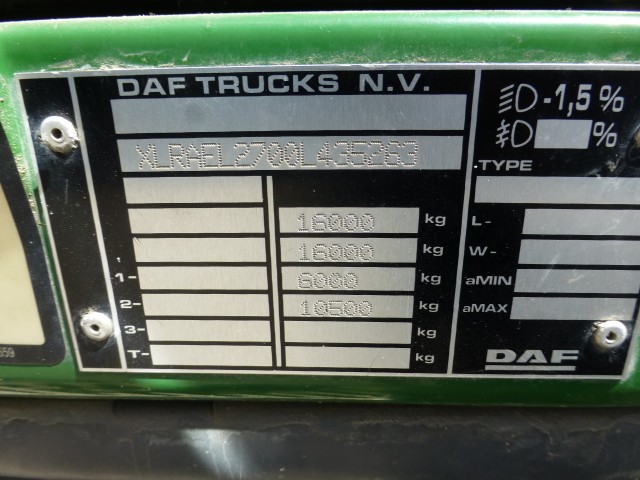 DAF TRUCKS N.V.
XLRAEL2700L435263
16000 kg
16000 kg
-1- 6000 kg
2- 10500 kg
3- kg
T- kg
-1,5 %
%
.TYPE
L-
W-
aMIN
aMAX
DAF
659